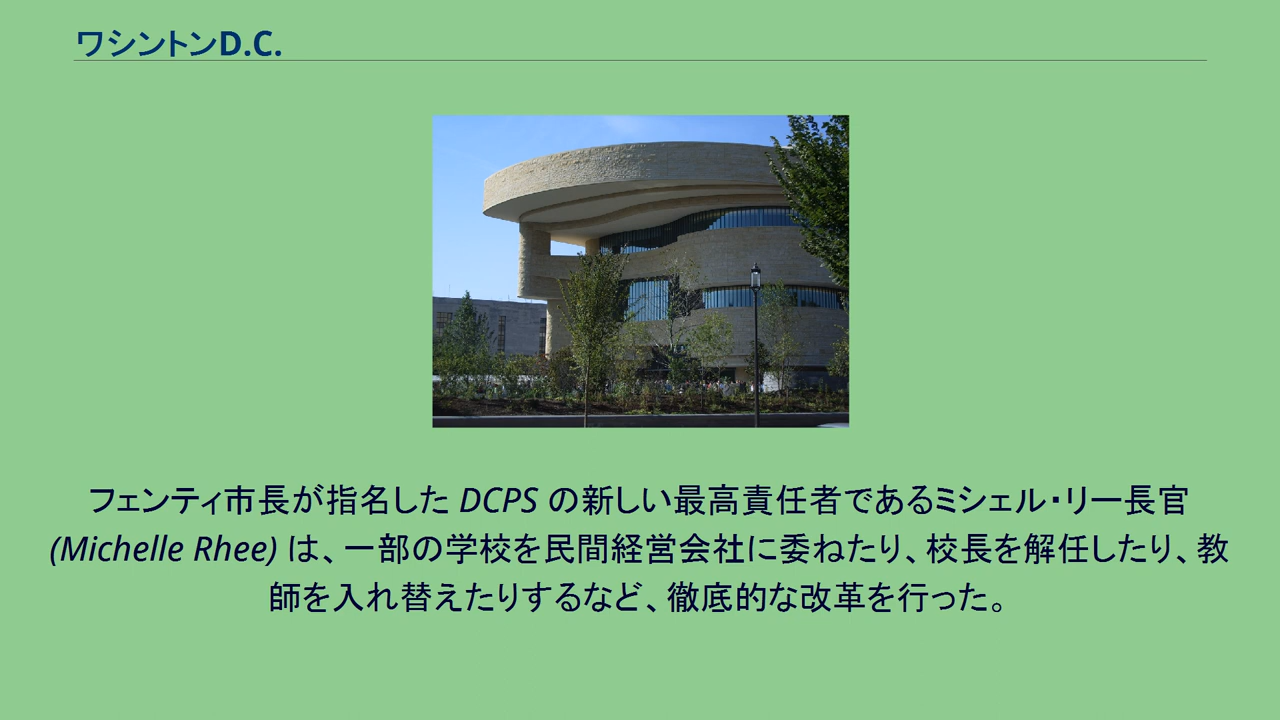 ワシントンD.C.
フェンティ市長が指名した DCPS の新しい最高責任者であるミシェル・リー長官
(Michelle Rhee) は、一部の学校を民間経営会社に委ねたり、校長を解任したり、教
師を入れ替えたりするなど、徹底的な改革を行った。